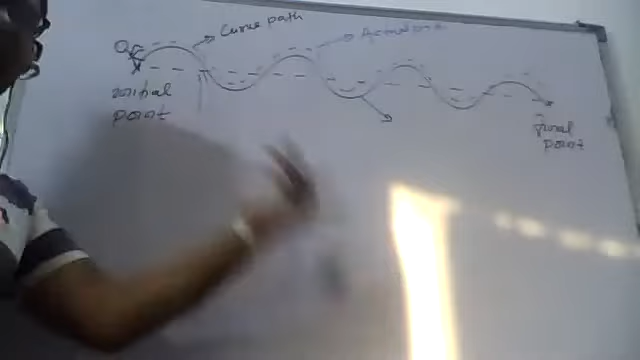 Curve path
initial
point
final
point